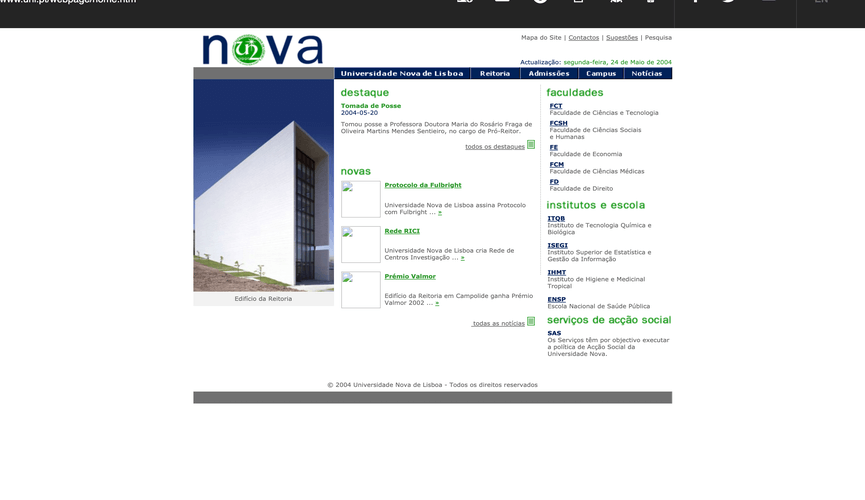 www.unl.pt/webpage/home.htm
EN
nova
Mapa do Site | Contactos | Sugestões | Pesquisa
Actualização: segunda-feira, 24 de Maio de 2004
Universidade Nova de Lisboa
Reitoria
Admissões
Campus
Notícias
destaque
Tomada de Posse
2004-05-20
Tomou posse a Professora Doutora Maria do Rosário Fraga de
Oliveira Martins Mendes Sentieiro, no cargo de Pró-Reitor.
todos os destaques
novas
Protocolo da Fulbright
Universidade Nova de Lisboa assina Protocolo
com Fulbright ... »
Rede RICI
Universidade Nova de Lisboa cria Rede de
Centros Investigação ... »
Prémio Valmor
Edifício da Reitoria em Campolide ganha Prémio
Valmor 2002 ... »
todas as notícias
Edifício da Reitoria
faculdades
FCT
Faculdade de Ciências e Tecnologia
FCSH
Faculdade de Ciências Sociais
e Humanas
FE
Faculdade de Economia
FCM
Faculdade de Ciências Médicas
FD
Faculdade de Direito
institutos e escola
ITQB
Instituto de Tecnologia Química e
Biológica
ISEGI
Instituto Superior de Estatística e
Gestão da Informação
IHMT
Instituto de Higiene e Medicinal
Tropical
ENSP
Escola Nacional de Saúde Pública
serviços de acção social
SAS
Os Serviços têm por objectivo executar
a política de Acção Social da
Universidade Nova.
© 2004 Universidade Nova de Lisboa - Todos os direitos reservados